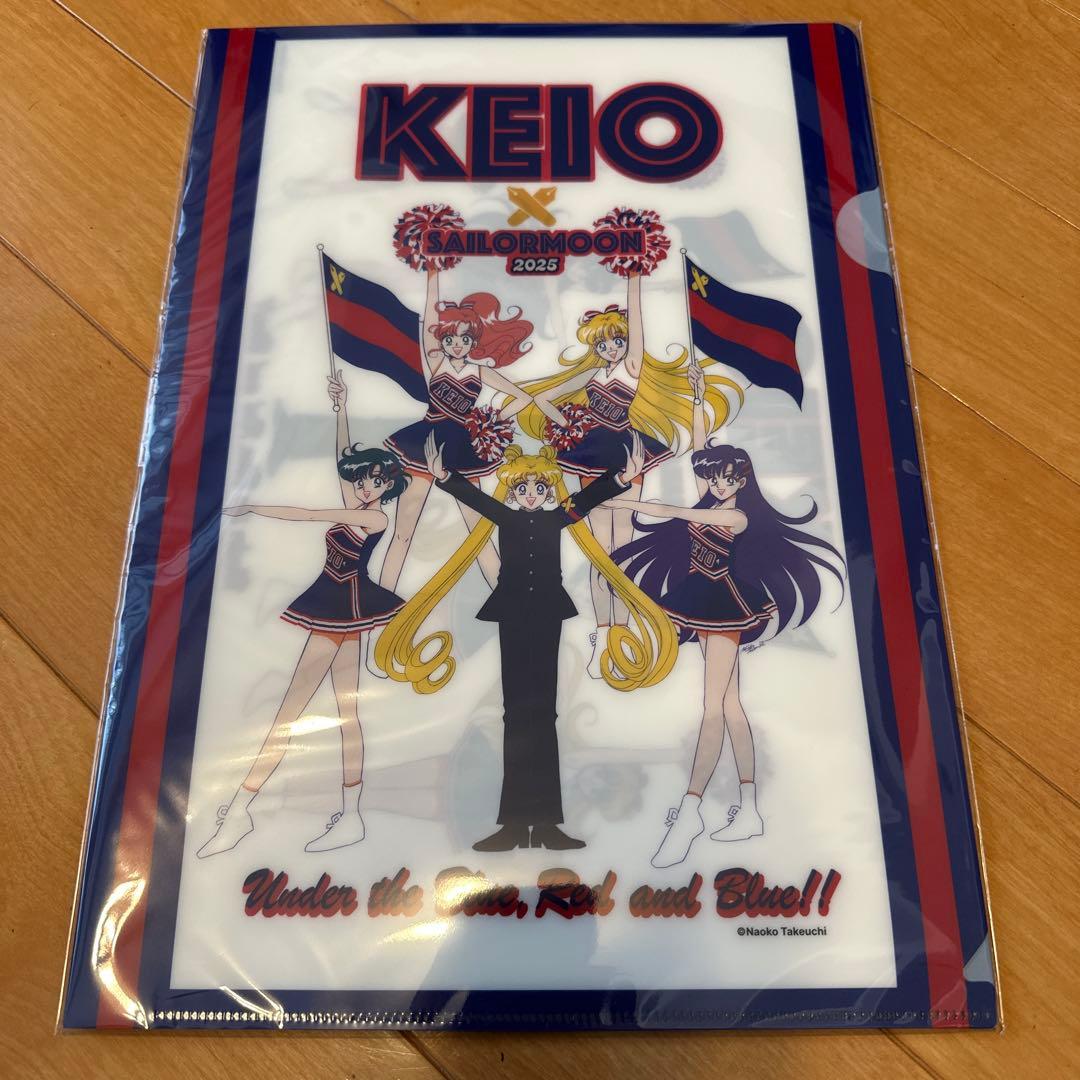 KEIO
SAILORMOON
2025
KEIO
KEIO
KEIO
KEIO
Under the Blue, Red and Blue!!
©Naoko Takeuchi